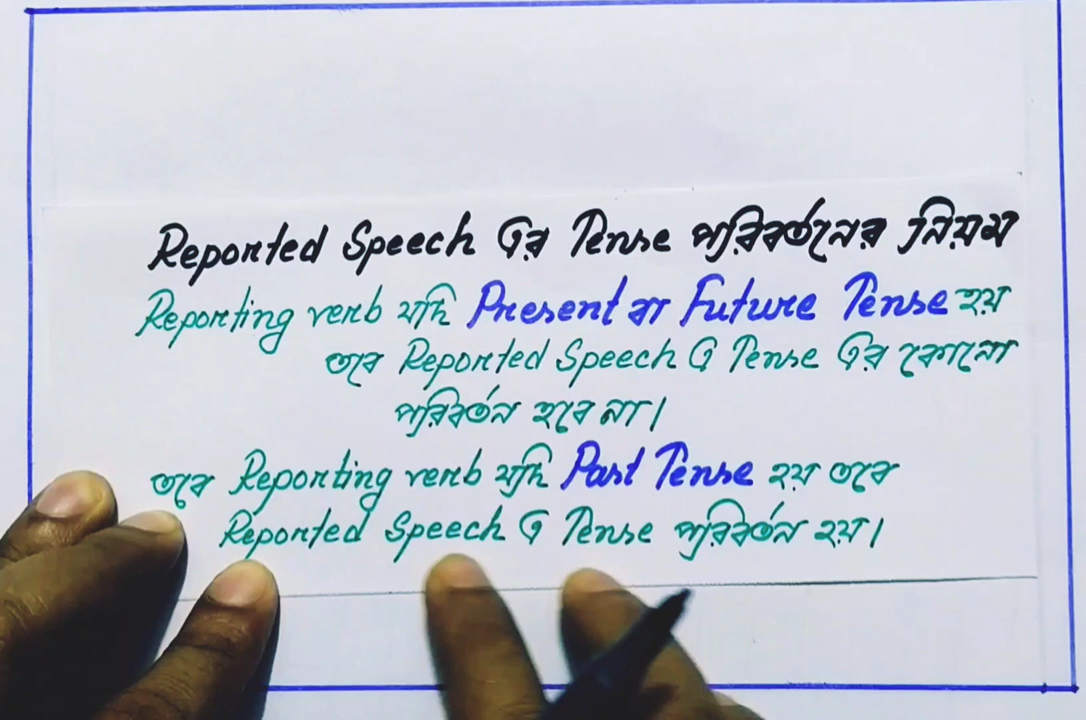 Reported Speech এর Tense পরিবর্তনের নিয়ম
Reporting verb যদি Present বা Future Tense হয়
তবে Reported Speech এ Tense এর কোনো
পরিবর্তন হবে না।
তবে Reporting verb যদি Past Tense হয় তবে
Reported Speech এ Tense পরিবর্তন হয়।